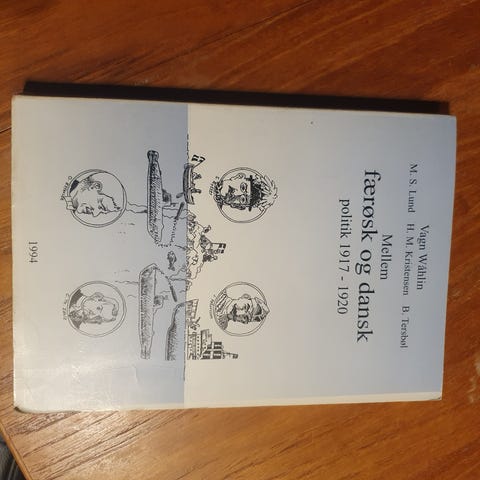 Vagn Wåhlin
M. S. Lund H. M. Kristensen B. Tersbøl
Mellem
færøsk og dansk
politik 1917 - 1920
1994